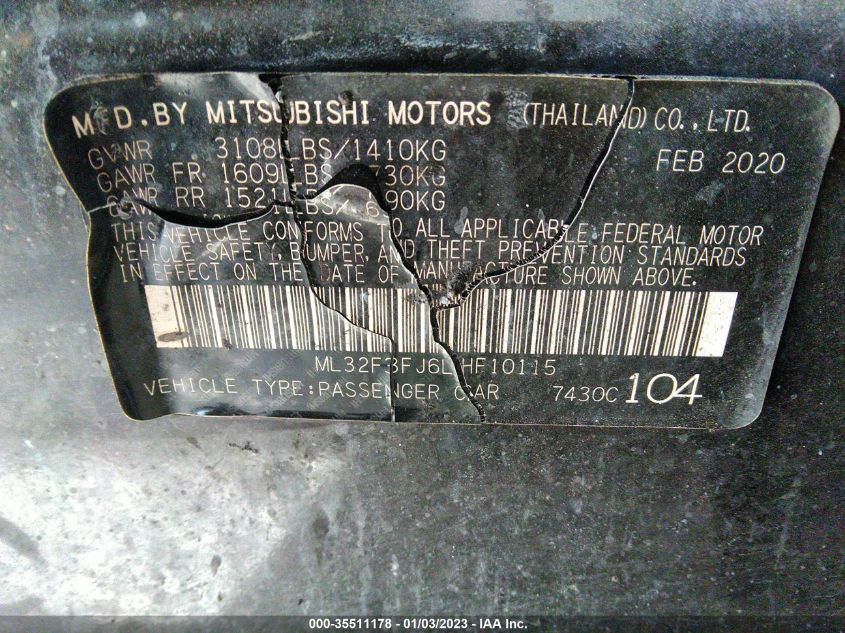 MFD. BY MITSUBISHI MOTORS (THAILAND) CO., LTD.
GVWR 3108LBS/1410KG FEB 2020
GAWR FR 1609LBS/730KG
GAWR RR 1521LBS/690KG
THIS VEHICLE CONFORMS TO ALL APPLICABLE FEDERAL MOTOR
VEHICLE SAFETY, BUMPER, AND THEFT PREVENTION STANDARDS
IN EFFECT ON THE DATE OF MANUFACTURE SHOWN ABOVE.
ML32F3FJ6LHF10115
VEHICLE TYPE:PASSENGER CAR 7430C 104
000-35511178 - 01/03/2023 - IAA Inc.